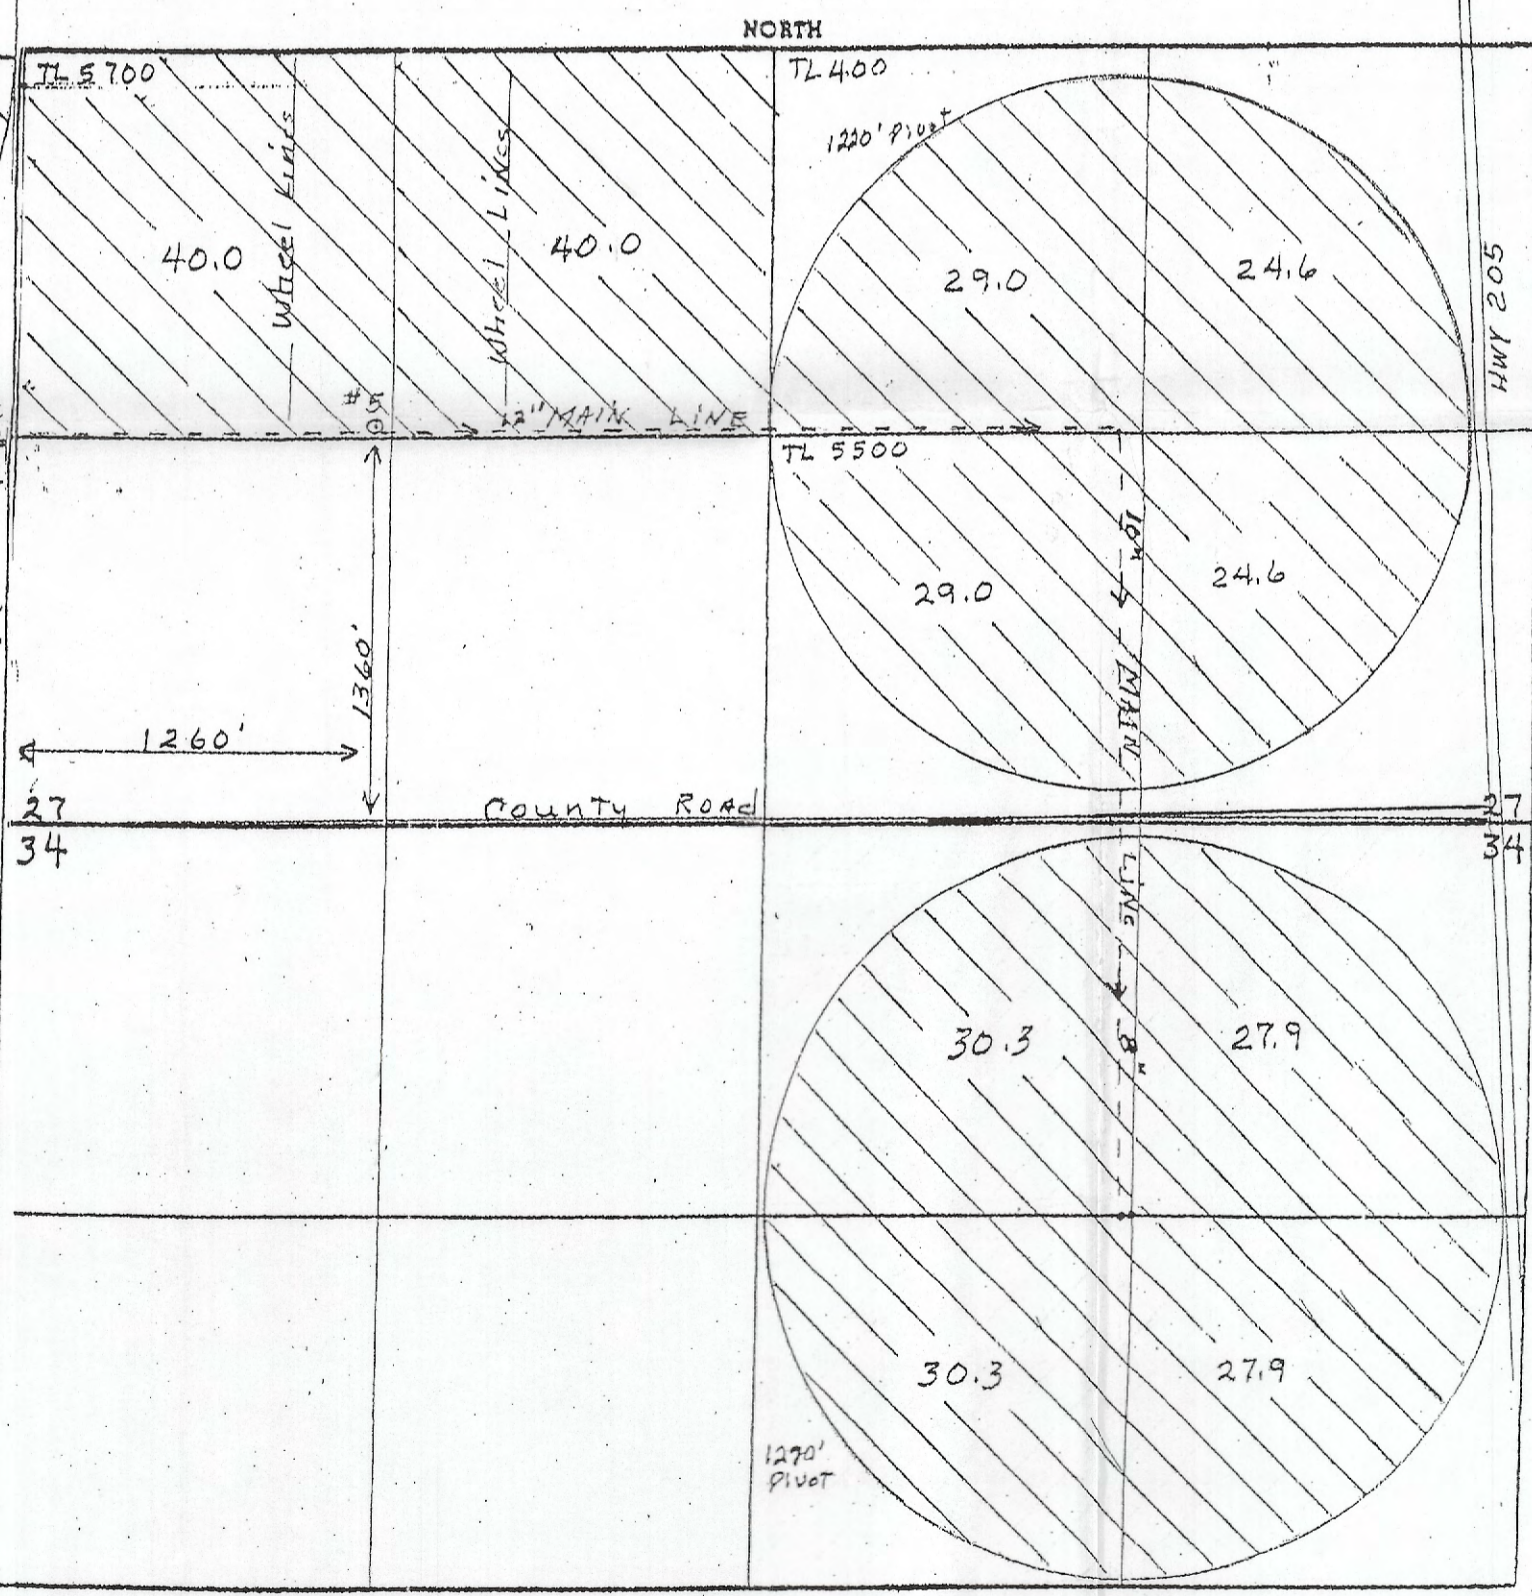 NORTH
TL 5700
TL 400
1220' Pivot
Wheel Lines
Wheel Lines
40.0
40.0
29.0
24.6
HWY 205
#5
12" MAIN LINE
TL 5500
10"
29.0
24.6
1360'
MAIN
1260'
27
County Road
27
34
34
LINE
30.3
8"
27.9
30.3
27.9
1290'
Pivot